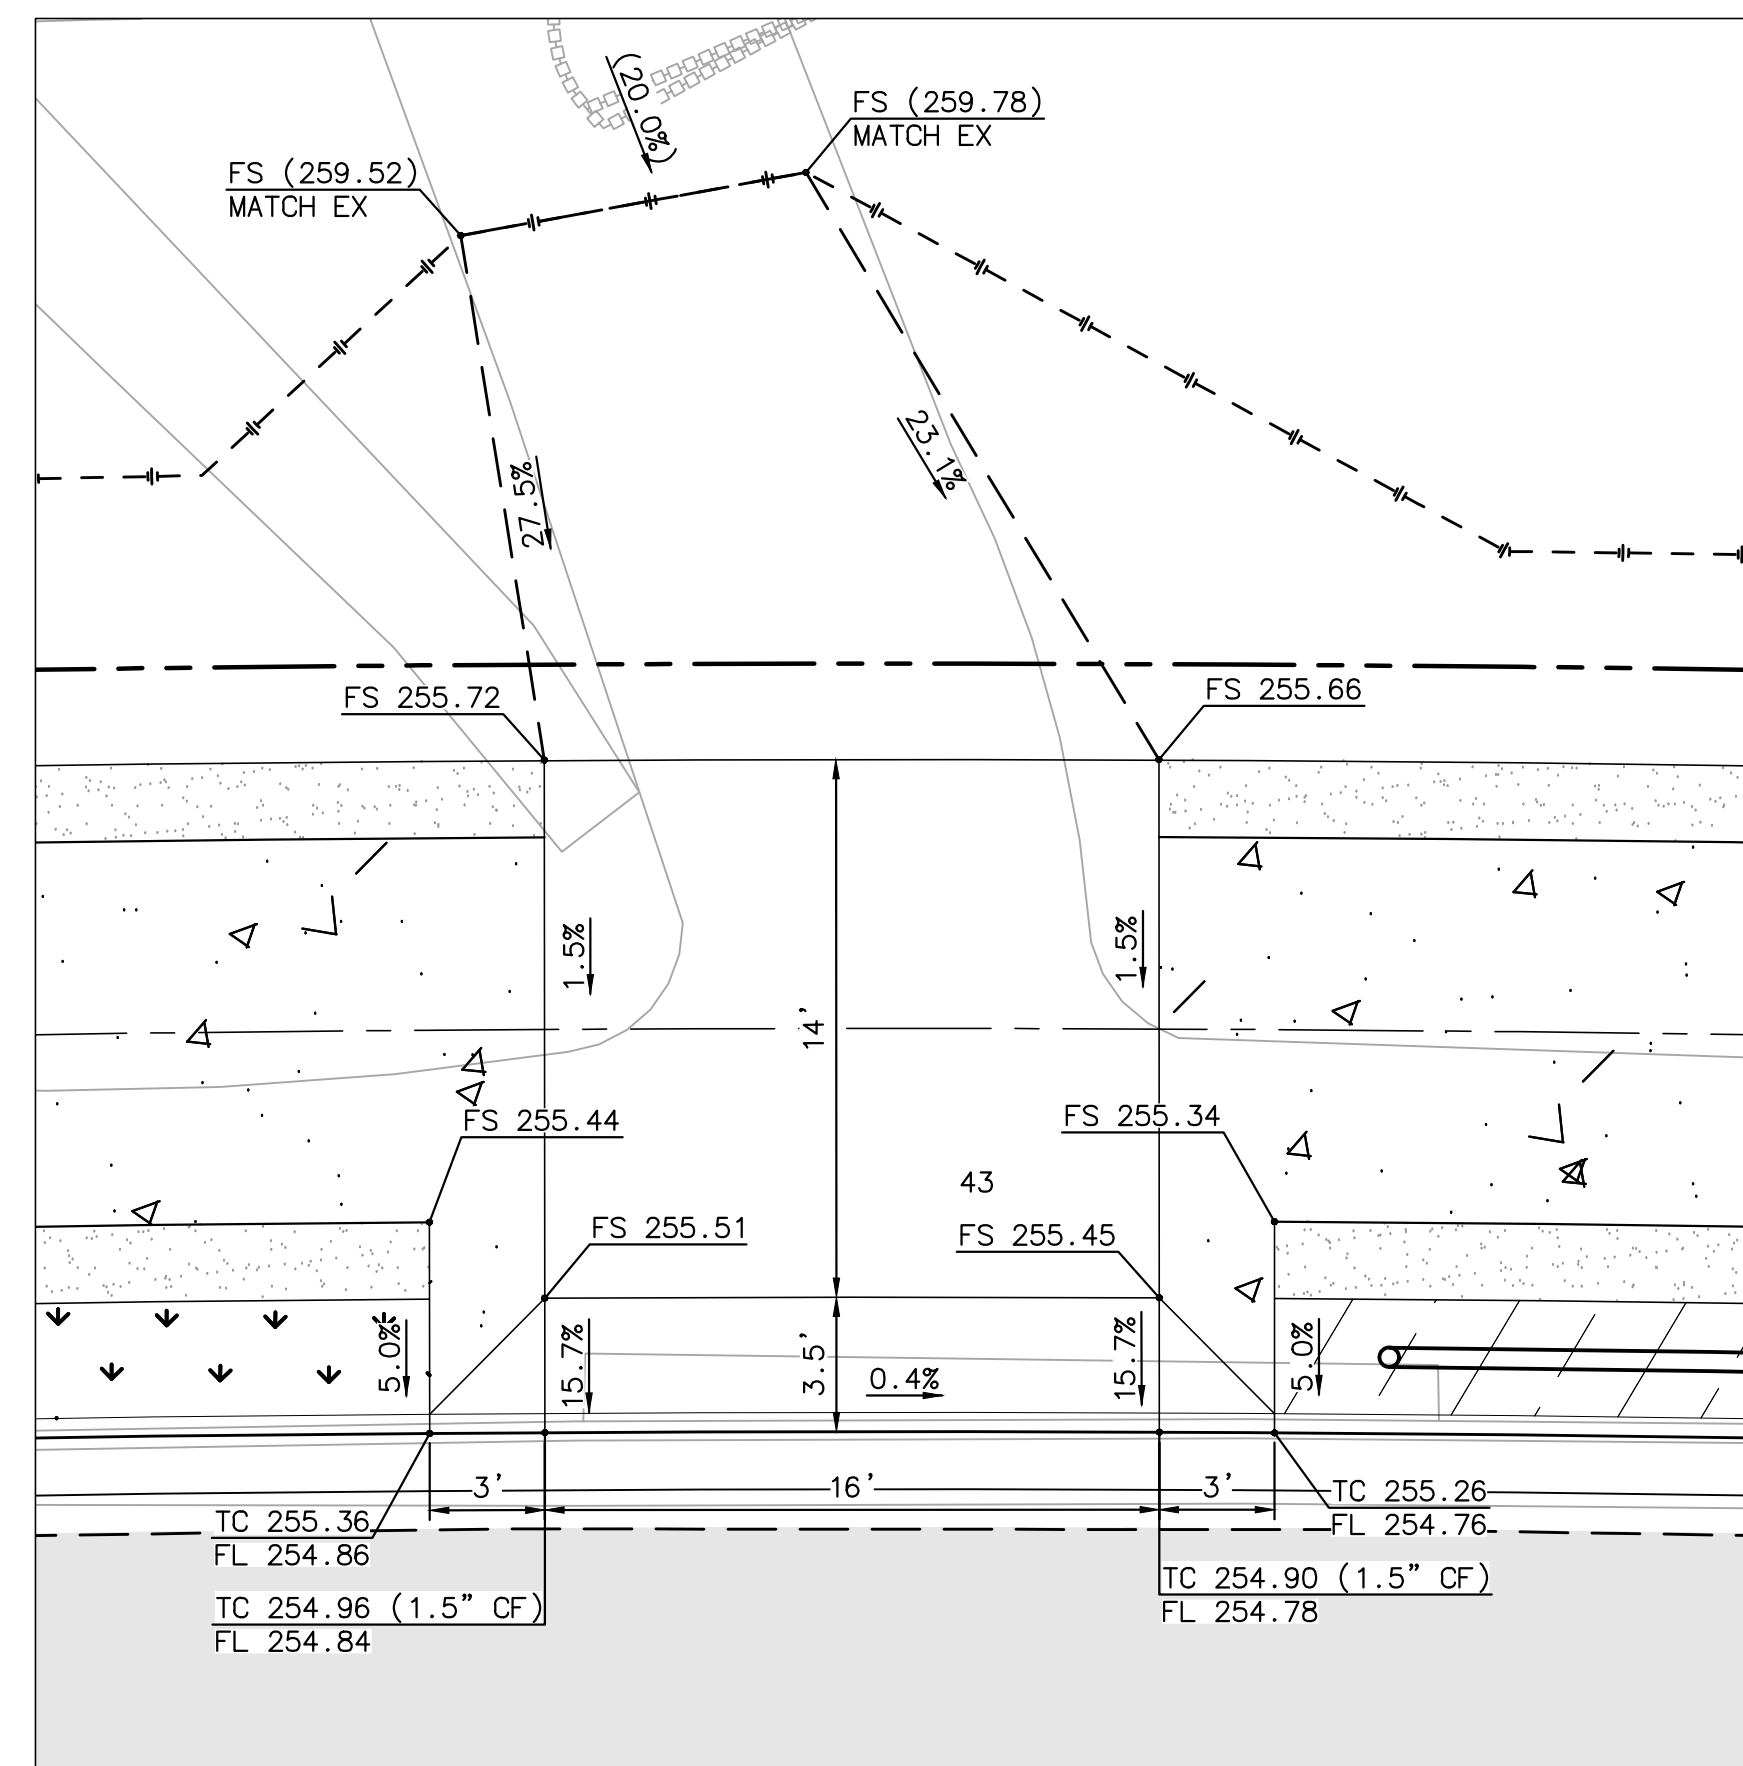 (20.0%)
FS (259.78)
MATCH EX
FS (259.52)
MATCH EX
23.1%
27.5%
FS 255.72
FS 255.66
1.5%
1.5%
14'
FS 255.44
FS 255.34
43
FS 255.51
FS 255.45
5.0%
15.7%
3.5'
0.4%
15.7%
5.0%
3'
16'
3'
TC 255.36
FL 254.86
TC 255.26
FL 254.76
TC 254.96 (1.5" CF)
FL 254.84
TC 254.90 (1.5" CF)
FL 254.78